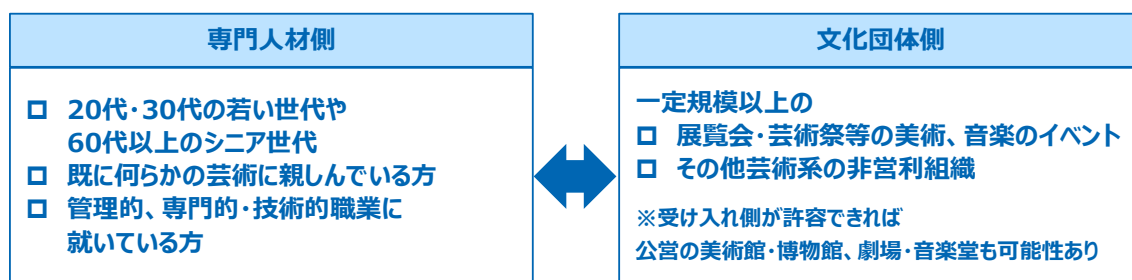 専門人材側
□ 20代・30代の若い世代や
60代以上のシニア世代
□ 既に何らかの芸術に親しんでいる方
□ 管理的、専門的・技術的職業に
就いている方
文化団体側
一定規模以上の
□ 展覧会・芸術祭等の美術、音楽のイベント
□ その他芸術系の非営利組織
※受け入れ側が許容できれば
公営の美術館・博物館、劇場・音楽堂も可能性あり